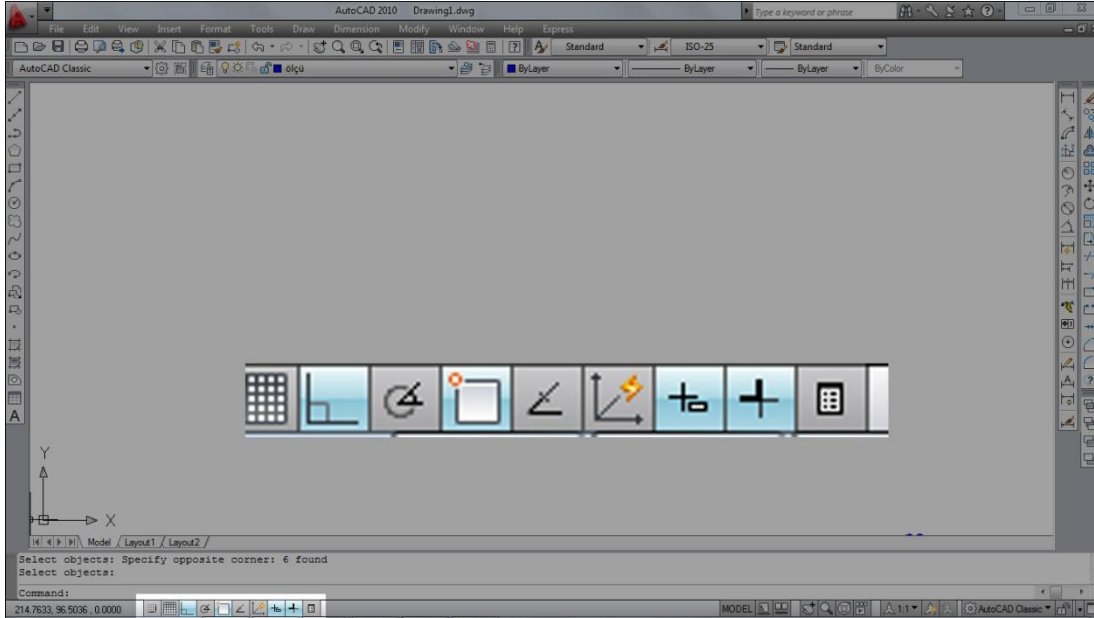 AutoCAD 2010 Drawing1.dwg
Type a keyword or phrase
File Edit View Insert Format Tools Draw Dimension Modify Window Help Express
Standard ISO-25 Standard
AutoCAD Classic ölçü ByLayer ByLayer ByLayer ByColor
A
Y
X
Model Layout1 Layout2
Select objects: Specify opposite corner: 6 found
Select objects:
Command:
214.7633, 96.5036, 0.0000 MODEL 1:1 AutoCAD Classic